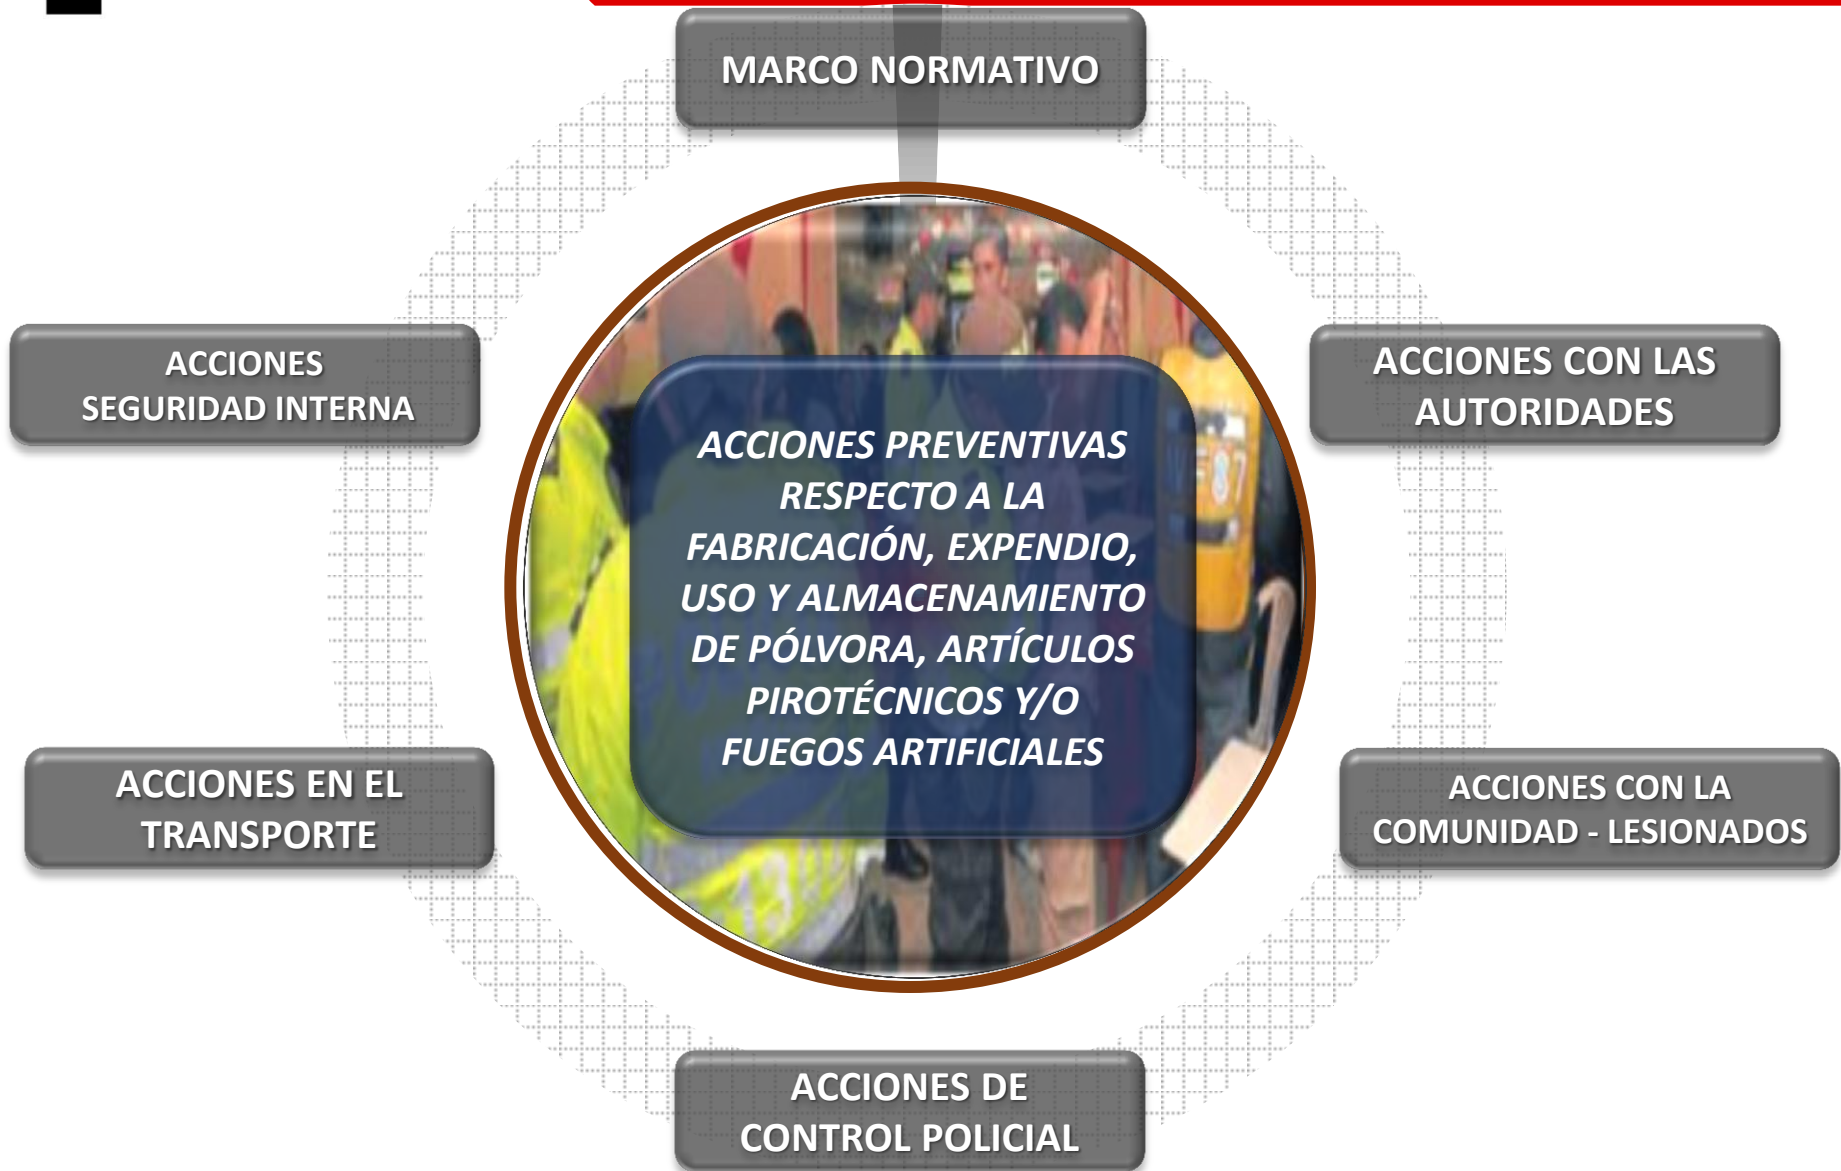 MARCO NORMATIVO
ACCIONES
SEGURIDAD INTERNA
ACCIONES CON LAS
AUTORIDADES
ACCIONES PREVENTIVAS
RESPECTO A LA
FABRICACIÓN, EXPENDIO,
USO Y ALMACENAMIENTO
DE PÓLVORA, ARTÍCULOS
PIROTÉCNICOS Y/O
FUEGOS ARTIFICIALES
ACCIONES EN EL
TRANSPORTE
ACCIONES CON LA
COMUNIDAD - LESIONADOS
ACCIONES DE
CONTROL POLICIAL